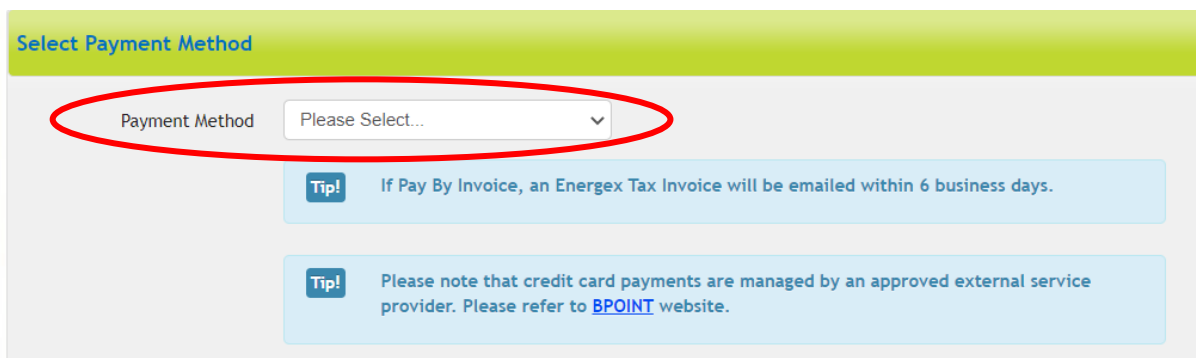 Select Payment Method
Payment Method Please Select...
Tip! If Pay By Invoice, an Energex Tax Invoice will be emailed within 6 business days.
Tip! Please note that credit card payments are managed by an approved external service
provider. Please refer to BPOINT website.